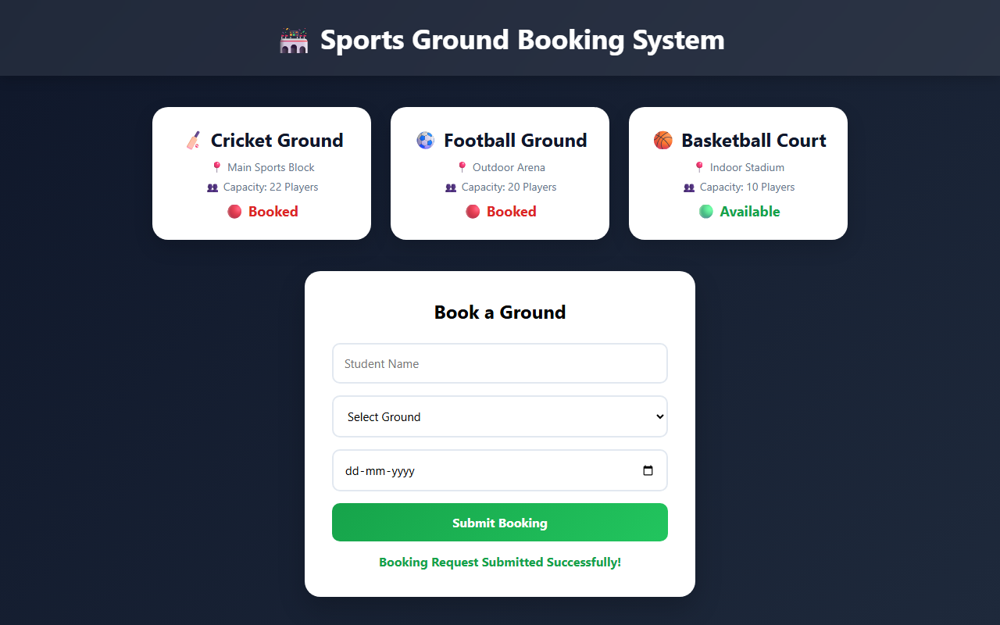 Sports Ground Booking System
Cricket Ground
Main Sports Block
Capacity: 22 Players
Booked
Football Ground
Outdoor Arena
Capacity: 20 Players
Booked
Basketball Court
Indoor Stadium
Capacity: 10 Players
Available
Book a Ground
Student Name
Select Ground
dd-mm-yyyy
Submit Booking
Booking Request Submitted Successfully!